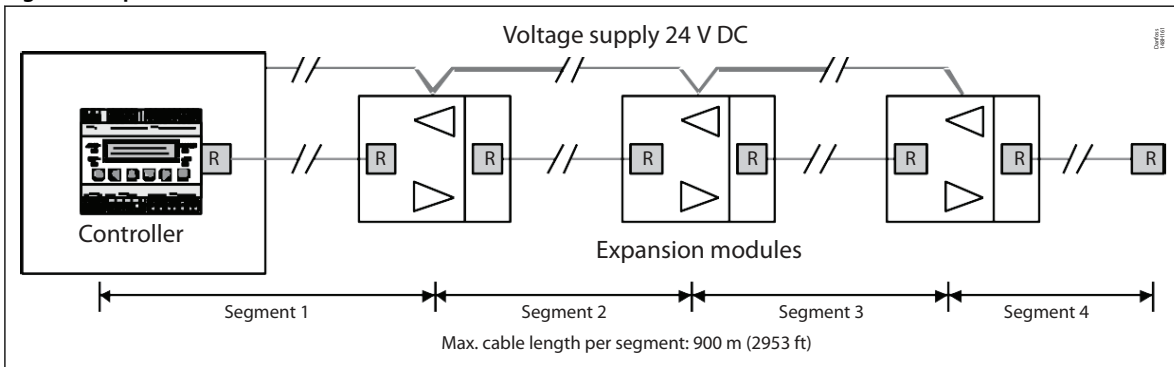 Voltage supply 24 V DC
Danfoss
R R R R R R R R
Controller
Expansion modules
Segment 1 Segment 2 Segment 3 Segment 4
Max. cable length per segment: 900 m (2953 ft)